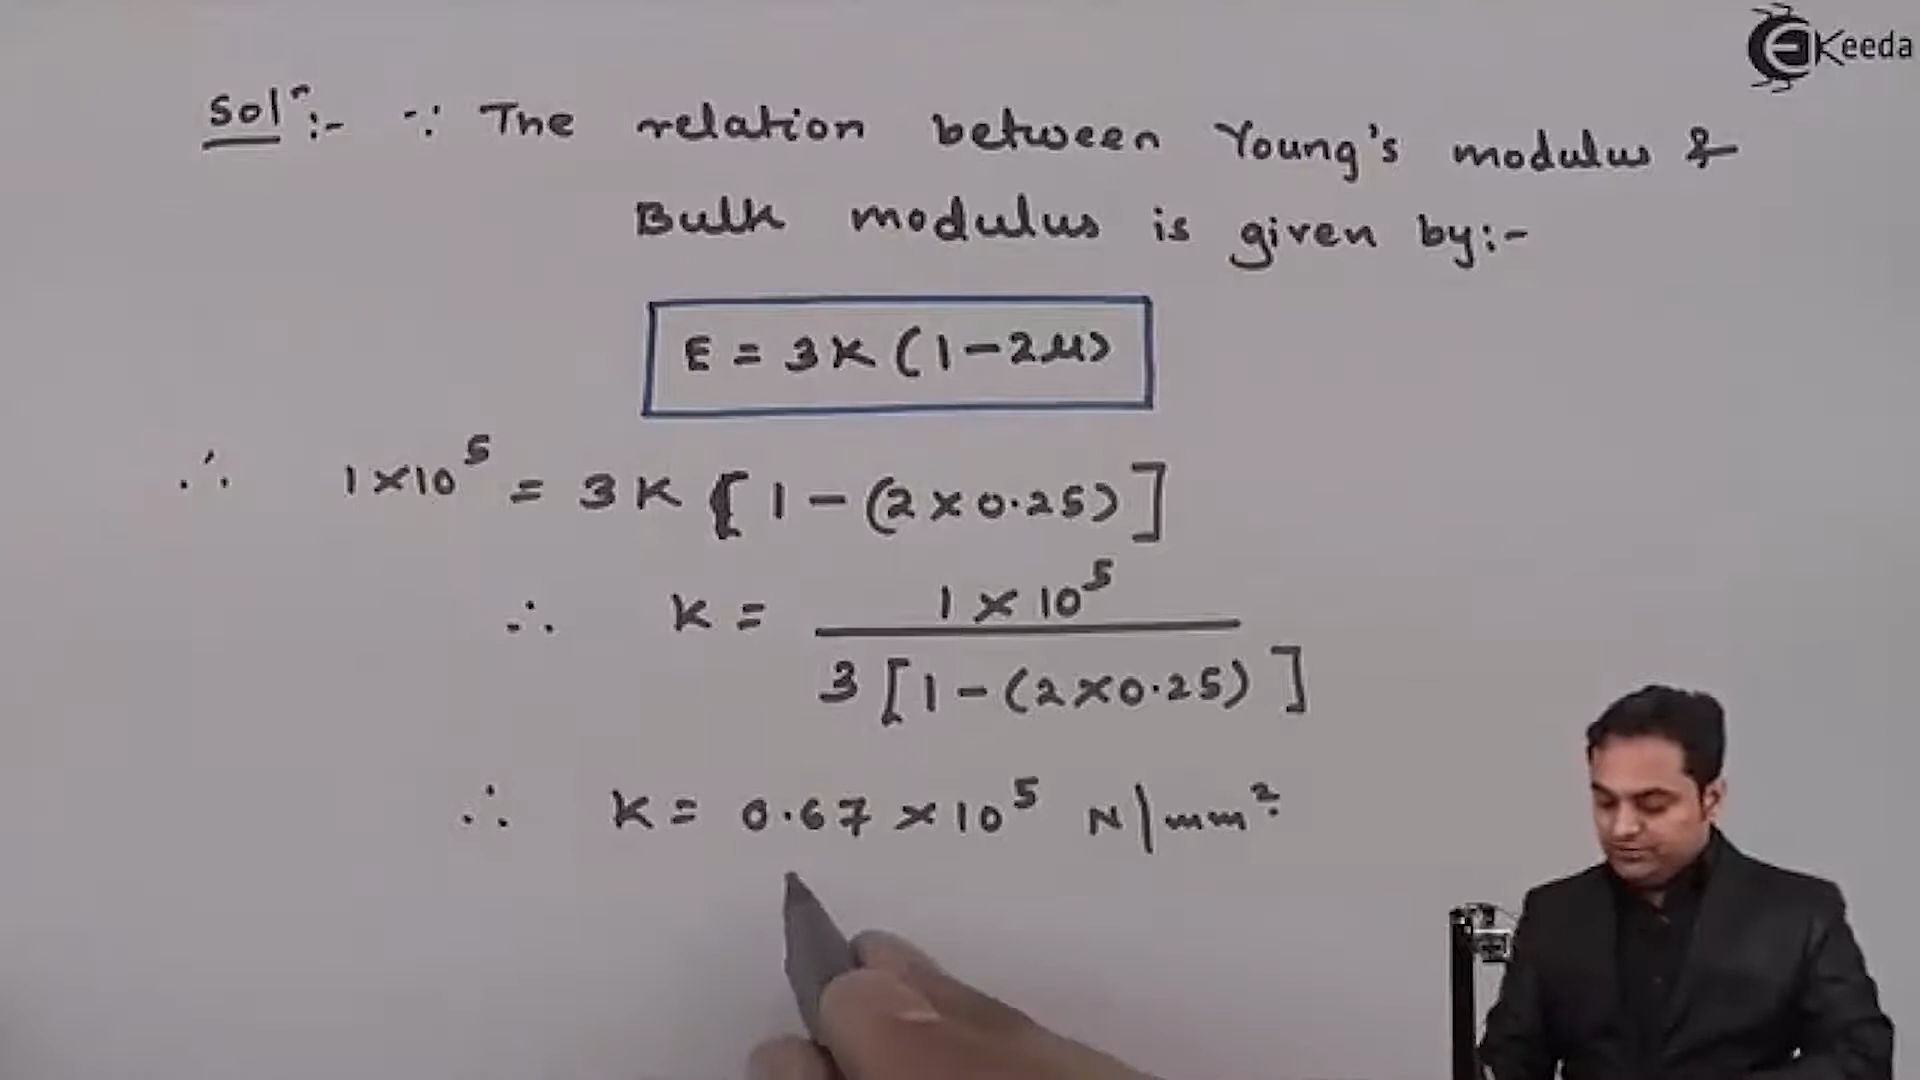 eKeeda
Solⁿ:- ∵ The relation between Young's modulus &
Bulk modulus is given by:-
E = 3K (1-2μ)
∴ 1×10⁵ = 3K [1-(2×0.25)]
∴ K = 1×10⁵ / 3[1-(2×0.25)]
∴ K = 0.67×10⁵ N/mm²